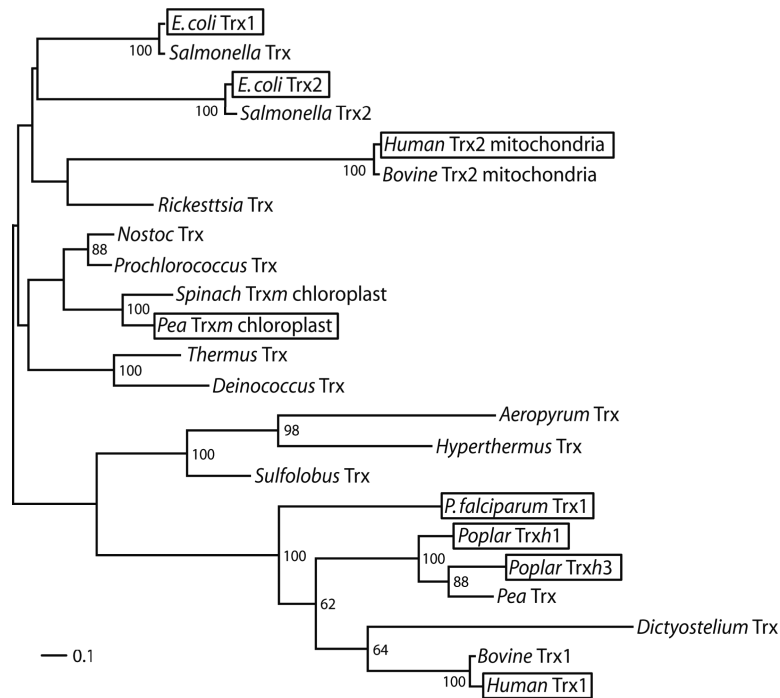 E. coli Trx1
100
Salmonella Trx
E. coli Trx2
100
Salmonella Trx2
Human Trx2 mitochondria
100
Bovine Trx2 mitochondria
Rickesttsia Trx
Nostoc Trx
88
Prochlorococcus Trx
Spinach Trxm chloroplast
100
Pea Trxm chloroplast
Thermus Trx
100
Deinococcus Trx
Aeropyrum Trx
98
Hyperthermus Trx
100
Sulfolobus Trx
P. falciparum Trx1
Poplar Trxh1
100
100
Poplar Trxh3
88
Pea Trx
62
Dictyostelium Trx
64
Bovine Trx1
0.1
100
Human Trx1